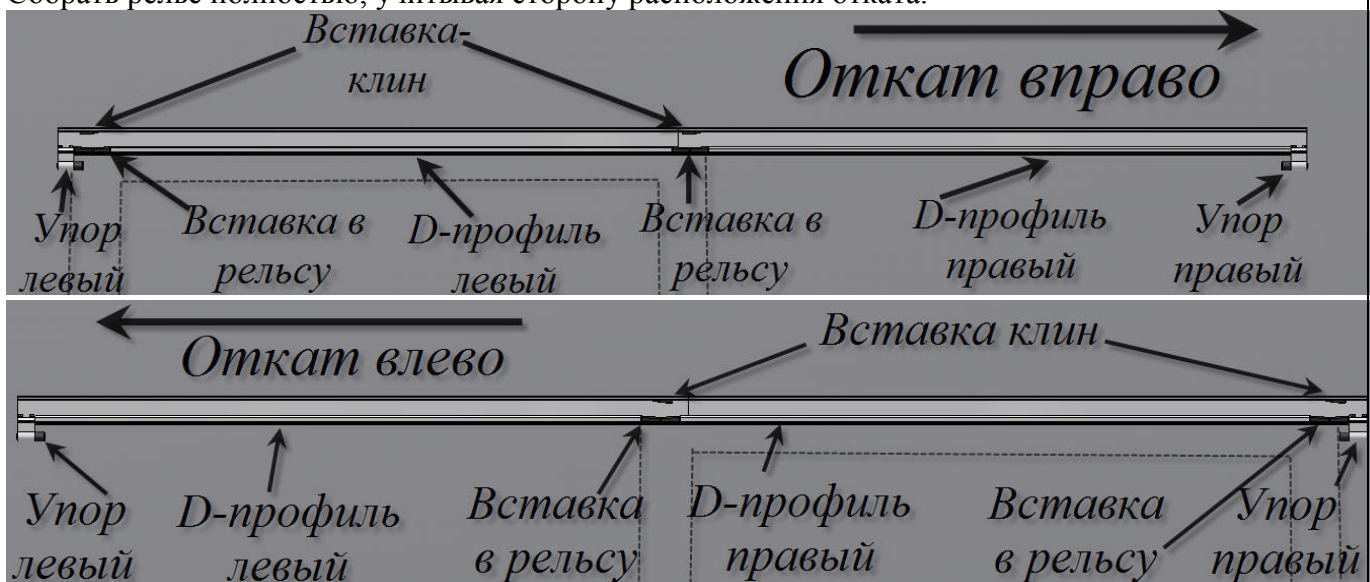 Собрать рельс полностью, учитывая сторону расположения отката.
Вставка-
клин
Откат вправо
Упор
левый
Вставка в
рельсу
D-профиль
левый
Вставка в
рельсу
D-профиль
правый
Упор
правый
Откат влево
Вставка клин
Упор
левый
D-профиль
левый
Вставка
в рельсу
D-профиль
правый
Вставка
в рельсу
Упор
правый